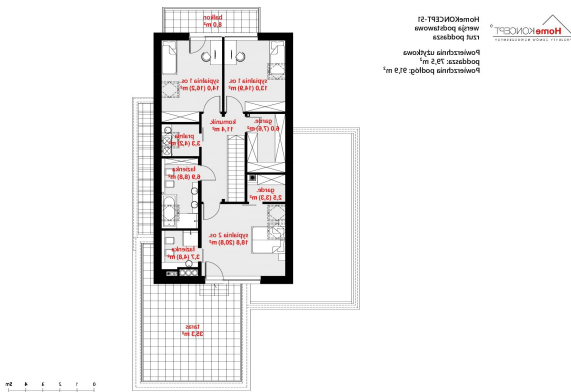 HomeKONCEPT-51
wersja podstawowa
rzut poddasza
Powierzchnia użytkowa
poddasza: 79,5 m²
Powierzchnia podłóg: 91,9 m²
HomeKONCEPT
balkon
8,0 m²
sypialnia 1 os.
14,0 (16,2) m²
sypialnia 1 os.
13,0 (14,9) m²
komunik.
11,4 m²
garde.
6,0 (7,6) m²
pralnia
3,3 (4,2) m²
łazienka
6,9 (8,8) m²
garde.
2,5 (3,3) m²
sypialnia 2 os.
18,8 (20,8) m²
łazienka
3,7 (4,8) m²
taras
35,3 m²
0 1 2 3 4 5m